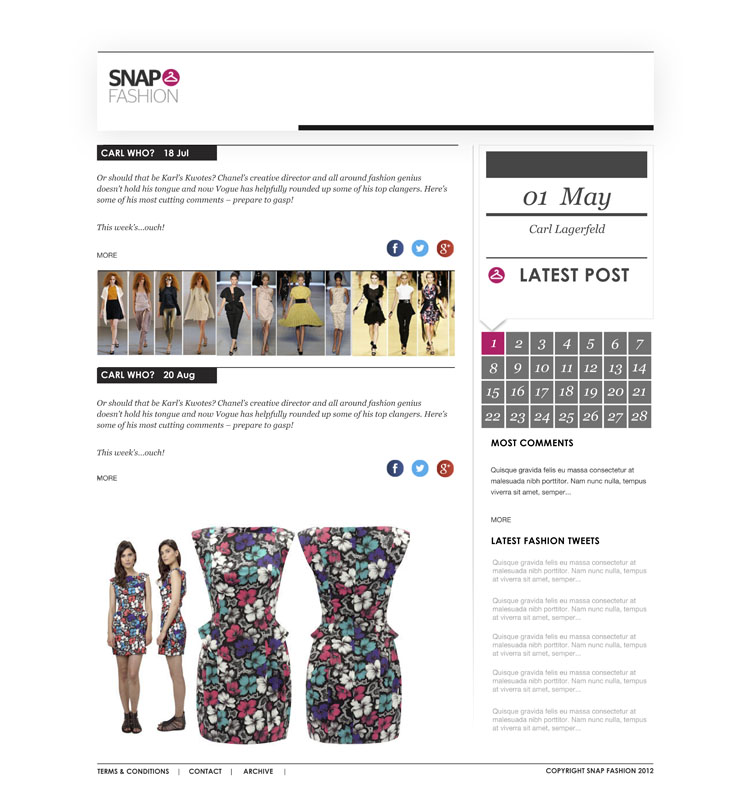 SNAP
FASHION
CARL WHO? 18 Jul
Or should that be Karl's Kwotes? Chanel's creative director and all around fashion genius
doesn't hold his tongue and now Vogue has helpfully rounded up some of his top clangers. Here's
some of his most cutting comments – prepare to gasp!
This week's...ouch!
MORE
CARL WHO? 20 Aug
Or should that be Karl's Kwotes? Chanel's creative director and all around fashion genius
doesn't hold his tongue and now Vogue has helpfully rounded up some of his top clangers. Here's
some of his most cutting comments – prepare to gasp!
This week's...ouch!
MORE
01 May
Carl Lagerfeld
LATEST POST
1 2 3 4 5 6 7
8 9 10 11 12 13 14
15 16 17 18 19 20 21
22 23 24 25 26 27 28
MOST COMMENTS
Quisque gravida felis eu massa consectetur at
malesuada nibh porttitor. Nam nunc nulla, tempus
viverra sit amet, semper...
MORE
LATEST FASHION TWEETS
Quisque gravida felis eu massa consectetur at
malesuada nibh porttitor. Nam nunc nulla, tempus
at viverra sit amet, semper...
Quisque gravida felis eu massa consectetur at
malesuada nibh porttitor. Nam nunc nulla, tempus
at viverra sit amet, semper...
Quisque gravida felis eu massa consectetur at
malesuada nibh porttitor. Nam nunc nulla, tempus
at viverra sit amet, semper...
Quisque gravida felis eu massa consectetur at
malesuada nibh porttitor. Nam nunc nulla, tempus
at viverra sit amet, semper...
Quisque gravida felis eu massa consectetur at
malesuada nibh porttitor. Nam nunc nulla, tempus
at viverra sit amet, semper...
TERMS & CONDITIONS | CONTACT | ARCHIVE |
COPYRIGHT SNAP FASHION 2012